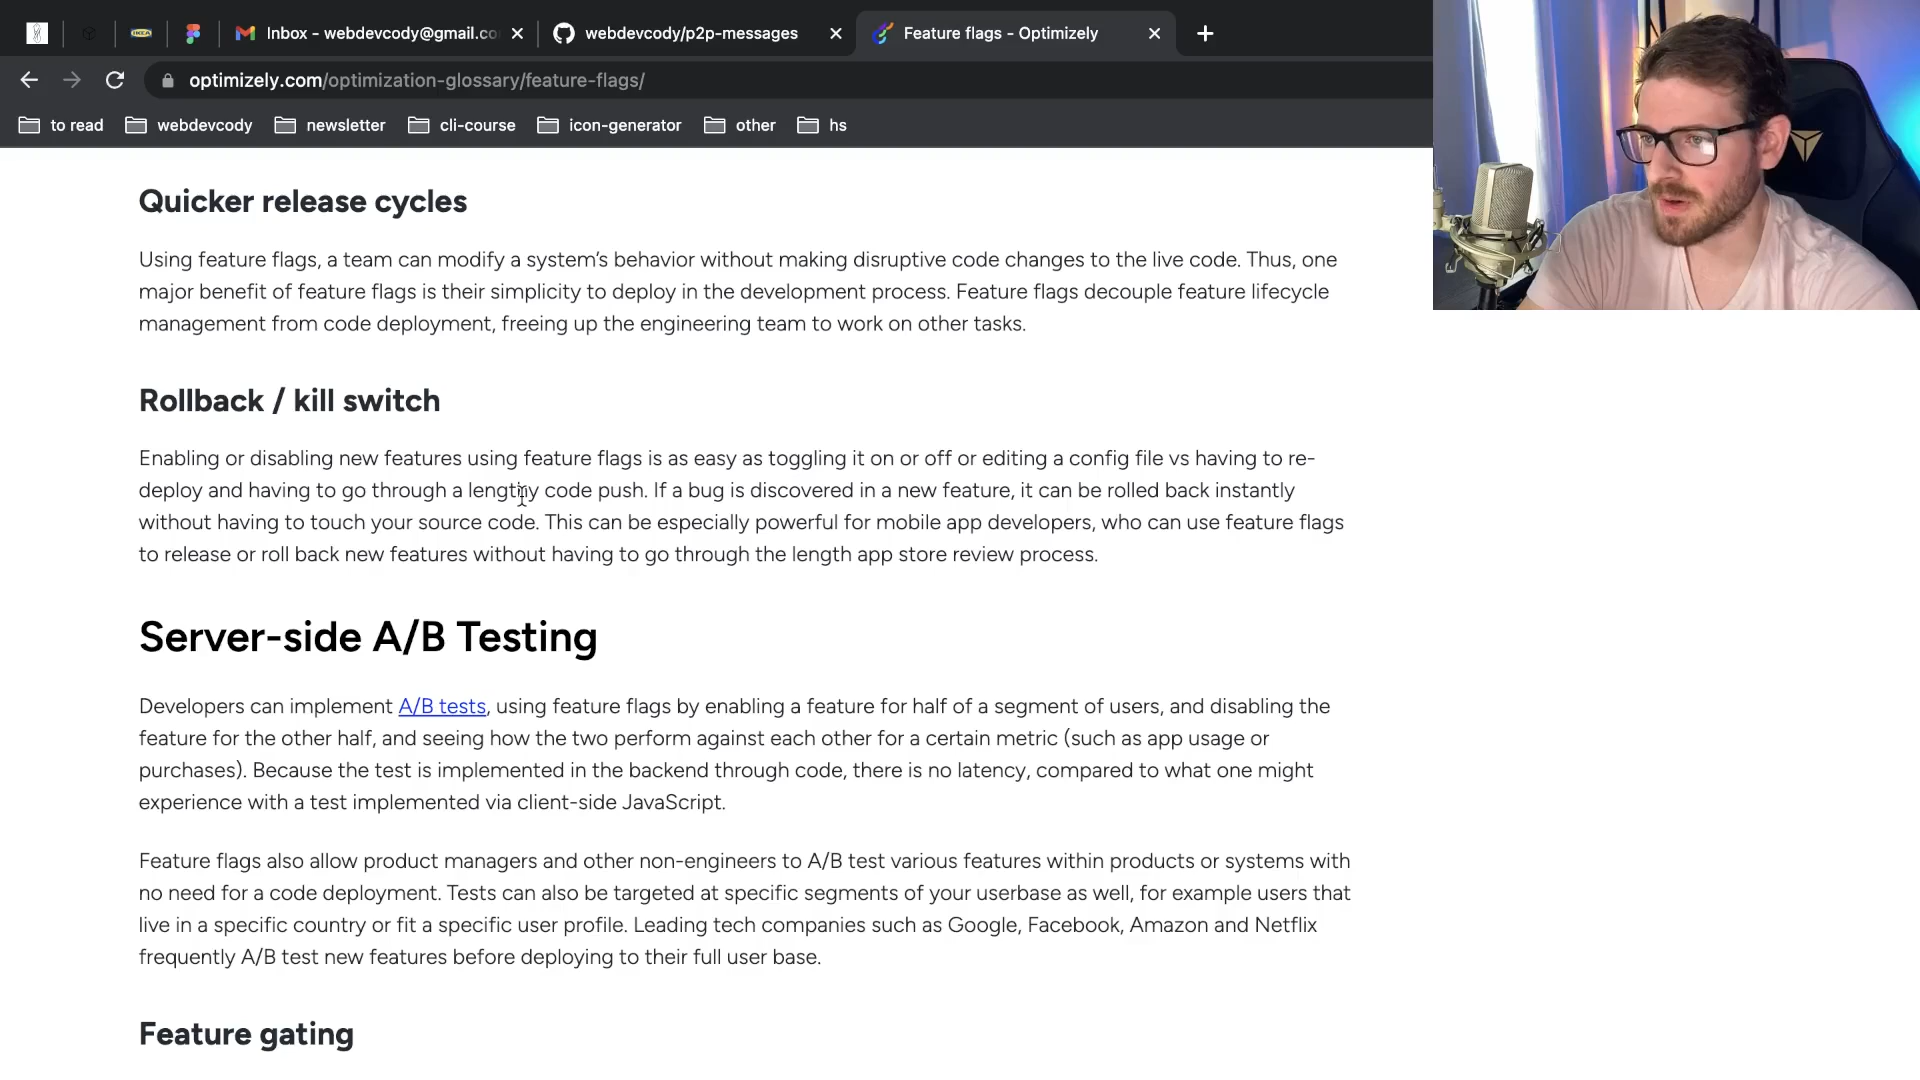 IKEA
Inbox - webdevcody@gmail.co
webdevcody/p2p-messages
Feature flags - Optimizely
optimizely.com/optimization-glossary/feature-flags/
to read
webdevcody
newsletter
cli-course
icon-generator
other
hs
Quicker release cycles
Using feature flags, a team can modify a system’s behavior without making disruptive code changes to the live code. Thus, one
major benefit of feature flags is their simplicity to deploy in the development process. Feature flags decouple feature lifecycle
management from code deployment, freeing up the engineering team to work on other tasks.
Rollback / kill switch
Enabling or disabling new features using feature flags is as easy as toggling it on or off or editing a config file vs having to re-
deploy and having to go through a lengthy code push. If a bug is discovered in a new feature, it can be rolled back instantly
without having to touch your source code. This can be especially powerful for mobile app developers, who can use feature flags
to release or roll back new features without having to go through the length app store review process.
Server-side A/B Testing
Developers can implement A/B tests, using feature flags by enabling a feature for half of a segment of users, and disabling the
feature for the other half, and seeing how the two perform against each other for a certain metric (such as app usage or
purchases). Because the test is implemented in the backend through code, there is no latency, compared to what one might
experience with a test implemented via client-side JavaScript.
Feature flags also allow product managers and other non-engineers to A/B test various features within products or systems with
no need for a code deployment. Tests can also be targeted at specific segments of your userbase as well, for example users that
live in a specific country or fit a specific user profile. Leading tech companies such as Google, Facebook, Amazon and Netflix
frequently A/B test new features before deploying to their full user base.
Feature gating